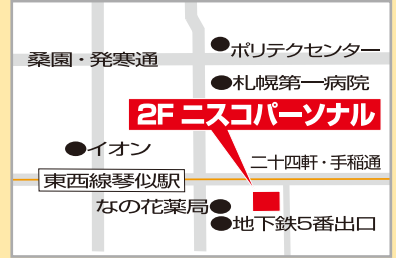 ポリテクセンター
桑園・発寒通
札幌第一病院
2F ニスコパーソナル
イオン
二十四軒・手稲通
東西線琴似駅
なの花薬局
地下鉄5番出口